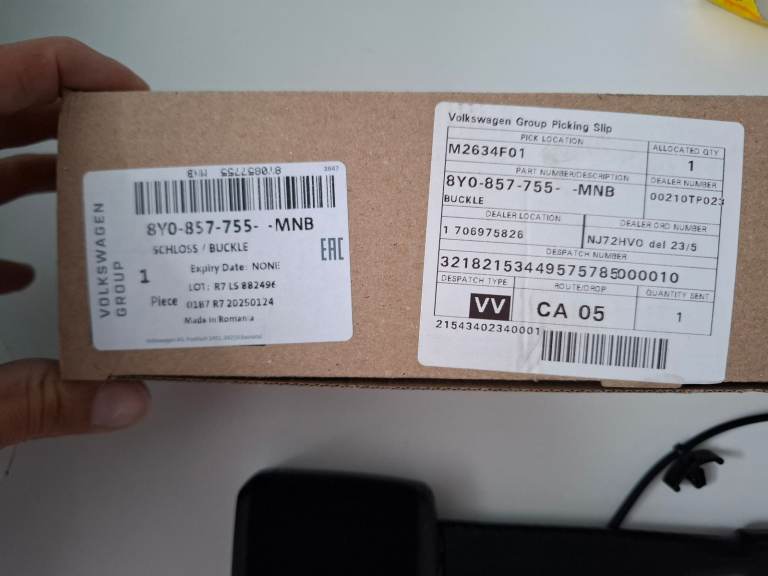 3847
8Y0857755 MNB
VOLKSWAGEN
GROUP
8Y0-857-755- -MNB
SCHLOSS / BUCKLE
EAC
1
Piece
Expiry Date: NONE
LOT: R7 LS 882496
0187 R7 20250124
Made in Romania
Volkswagen Group Picking Slip
PICK LOCATION
M2634F01
ALLOCATED QTY
1
PART NUMBER/DESCRIPTION
8Y0-857-755- -MNB
BUCKLE
DEALER NUMBER
00210TP023
DEALER LOCATION
1 706975826
DEALER ORD NUMBER
NJ72HVO del 23/5
DESPATCH NUMBER
32182153449575785000010
DESPATCH TYPE
VV
ROUTE/DROP
CA 05
QUANTITY SENT
1
21543402340001